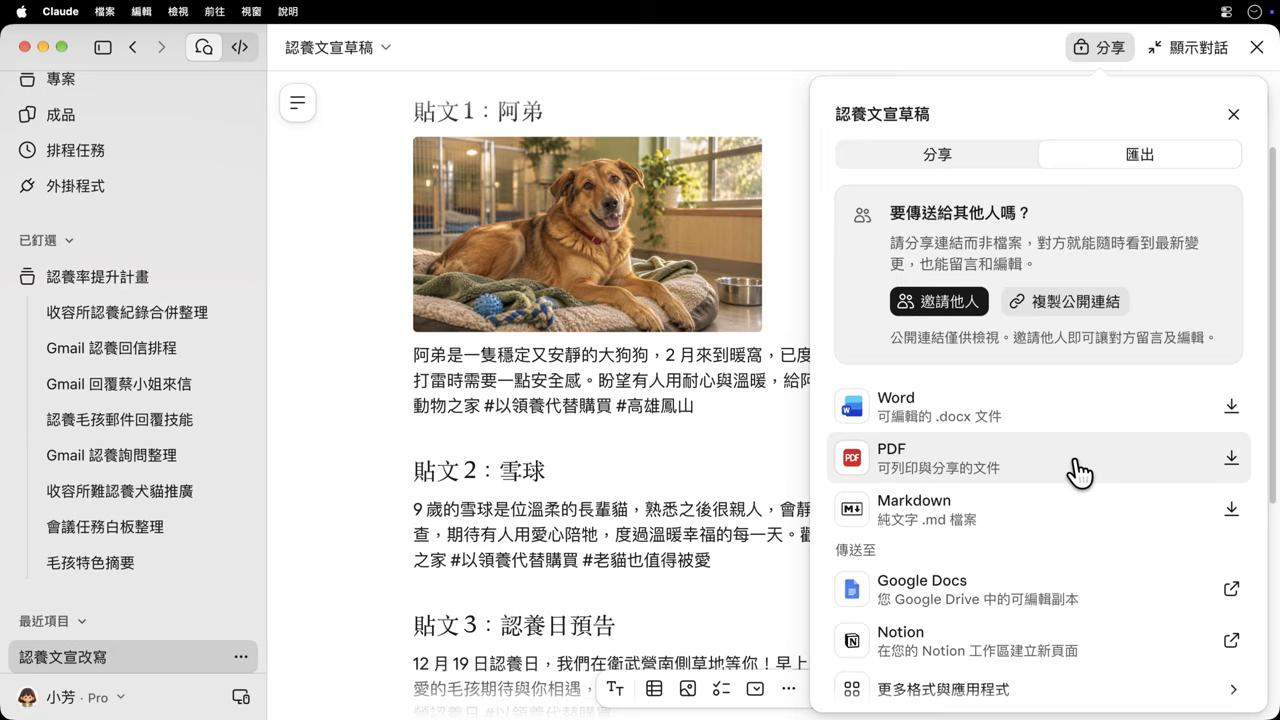 Claude 檔案 編輯 檢視 前往 視窗 說明
專案
成品
排程任務
外掛程式
已釘選
認養率提升計畫
收容所認養紀錄合併整理
Gmail 認養回信排程
Gmail 回覆蔡小姐來信
認養毛孩郵件回覆技能
Gmail 認養詢問整理
收容所難認養犬貓推廣
會議任務白板整理
毛孩特色摘要
最近項目
認養文宣改寫
小芳 · Pro
認養文宣草稿
分享 顯示對話
貼文1：阿弟
阿弟是一隻穩定又安靜的大狗狗，2 月來到暖窩，已度
打雷時需要一點安全感。盼望有人用耐心與溫暖，給阿
動物之家 #以領養代替購買 #高雄鳳山
貼文2：雪球
9 歲的雪球是位溫柔的長輩貓，熟悉之後很親人，會靜
查，期待有人用愛心陪牠，度過溫暖幸福的每一天。
之家 #以領養代替購買 #老貓也值得被愛
貼文3：認養日預告
12 月 19 日認養日，我們在衛武營南側草地等你！早上
愛的毛孩期待與你相遇，
營認養日
認養文宣草稿
分享 匯出
要傳送給其他人嗎？
請分享連結而非檔案，對方就能隨時看到最新變
更，也能留言和編輯。
邀請他人 複製公開連結
公開連結僅供檢視。邀請他人即可讓對方留言及編輯。
Word
可編輯的 .docx 文件
PDF
可列印與分享的文件
Markdown
純文字 .md 檔案
傳送至
Google Docs
您 Google Drive 中的可編輯副本
Notion
在您的 Notion 工作區建立新頁面
更多格式與應用程式